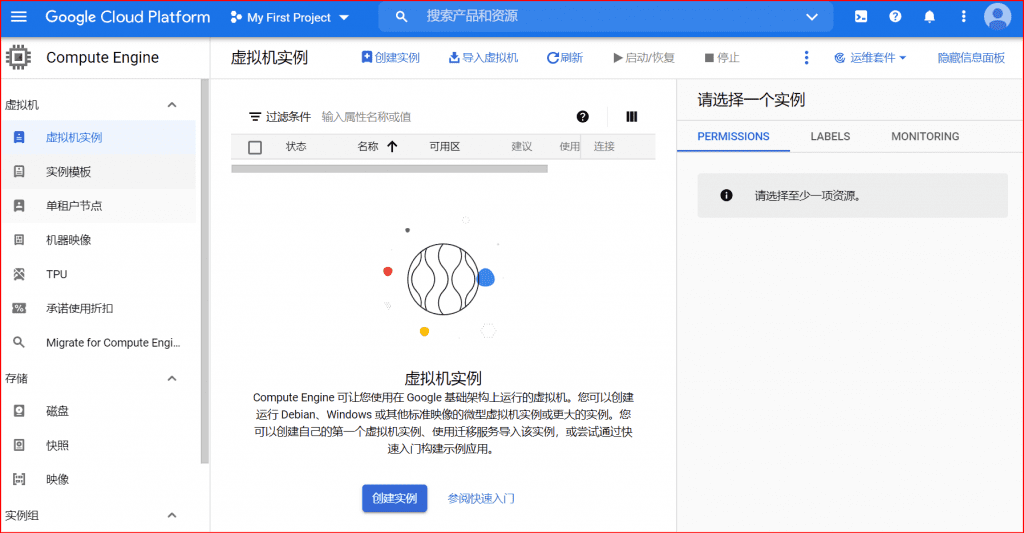 Google Cloud Platform
My First Project
搜索产品和资源
Compute Engine
虚拟机实例
创建实例
导入虚拟机
刷新
启动/恢复
停止
运维套件
隐藏信息面板
虚拟机
虚拟机实例
实例模板
单租户节点
机器映像
TPU
承诺使用折扣
Migrate for Compute Engi...
存储
磁盘
快照
映像
实例组
过滤条件
输入属性名称或值
状态
名称
可用区
建议
使用
连接
虚拟机实例
Compute Engine 可让您使用在 Google 基础架构上运行的虚拟机。您可以创建
运行 Debian、Windows 或其他标准映像的微型虚拟机实例或更大的实例。您
可以创建自己的第一个虚拟机实例、使用迁移服务导入该实例，或尝试通过快
速入门构建示例应用。
创建实例
参阅快速入门
请选择一个实例
PERMISSIONS
LABELS
MONITORING
请选择至少一项资源。